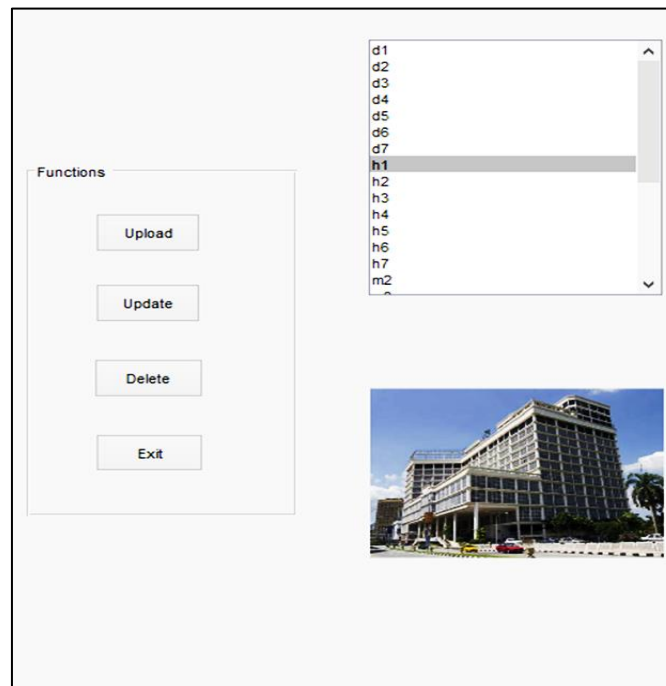 Functions
Upload
Update
Delete
Exit
d1
d2
d3
d4
d5
d6
d7
h1
h2
h3
h4
h5
h6
h7
m2